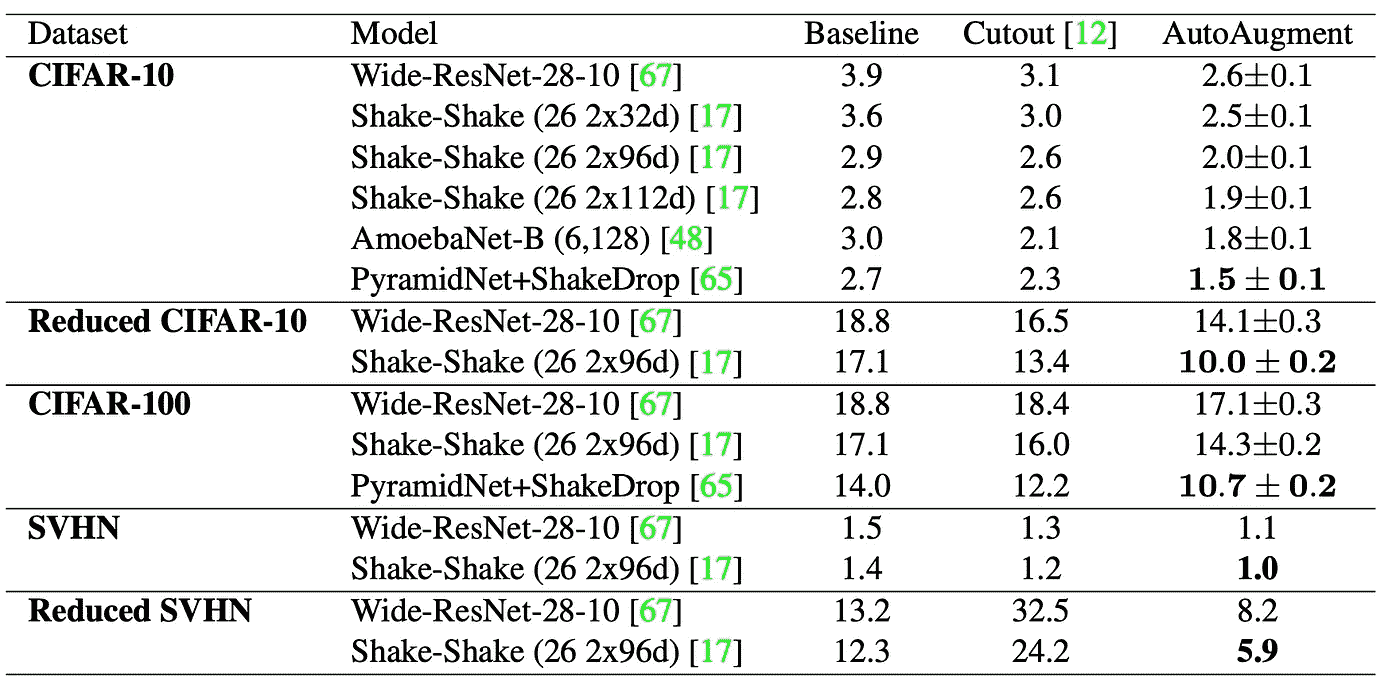 Dataset Model Baseline Cutout [12] AutoAugment
CIFAR-10 Wide-ResNet-28-10 [67] 3.9 3.1 2.6±0.1
Shake-Shake (26 2x32d) [17] 3.6 3.0 2.5±0.1
Shake-Shake (26 2x96d) [17] 2.9 2.6 2.0±0.1
Shake-Shake (26 2x112d) [17] 2.8 2.6 1.9±0.1
AmoebaNet-B (6,128) [48] 3.0 2.1 1.8±0.1
PyramidNet+ShakeDrop [65] 2.7 2.3 1.5 ± 0.1
Reduced CIFAR-10 Wide-ResNet-28-10 [67] 18.8 16.5 14.1±0.3
Shake-Shake (26 2x96d) [17] 17.1 13.4 10.0 ± 0.2
CIFAR-100 Wide-ResNet-28-10 [67] 18.8 18.4 17.1±0.3
Shake-Shake (26 2x96d) [17] 17.1 16.0 14.3±0.2
PyramidNet+ShakeDrop [65] 14.0 12.2 10.7 ± 0.2
SVHN Wide-ResNet-28-10 [67] 1.5 1.3 1.1
Shake-Shake (26 2x96d) [17] 1.4 1.2 1.0
Reduced SVHN Wide-ResNet-28-10 [67] 13.2 32.5 8.2
Shake-Shake (26 2x96d) [17] 12.3 24.2 5.9